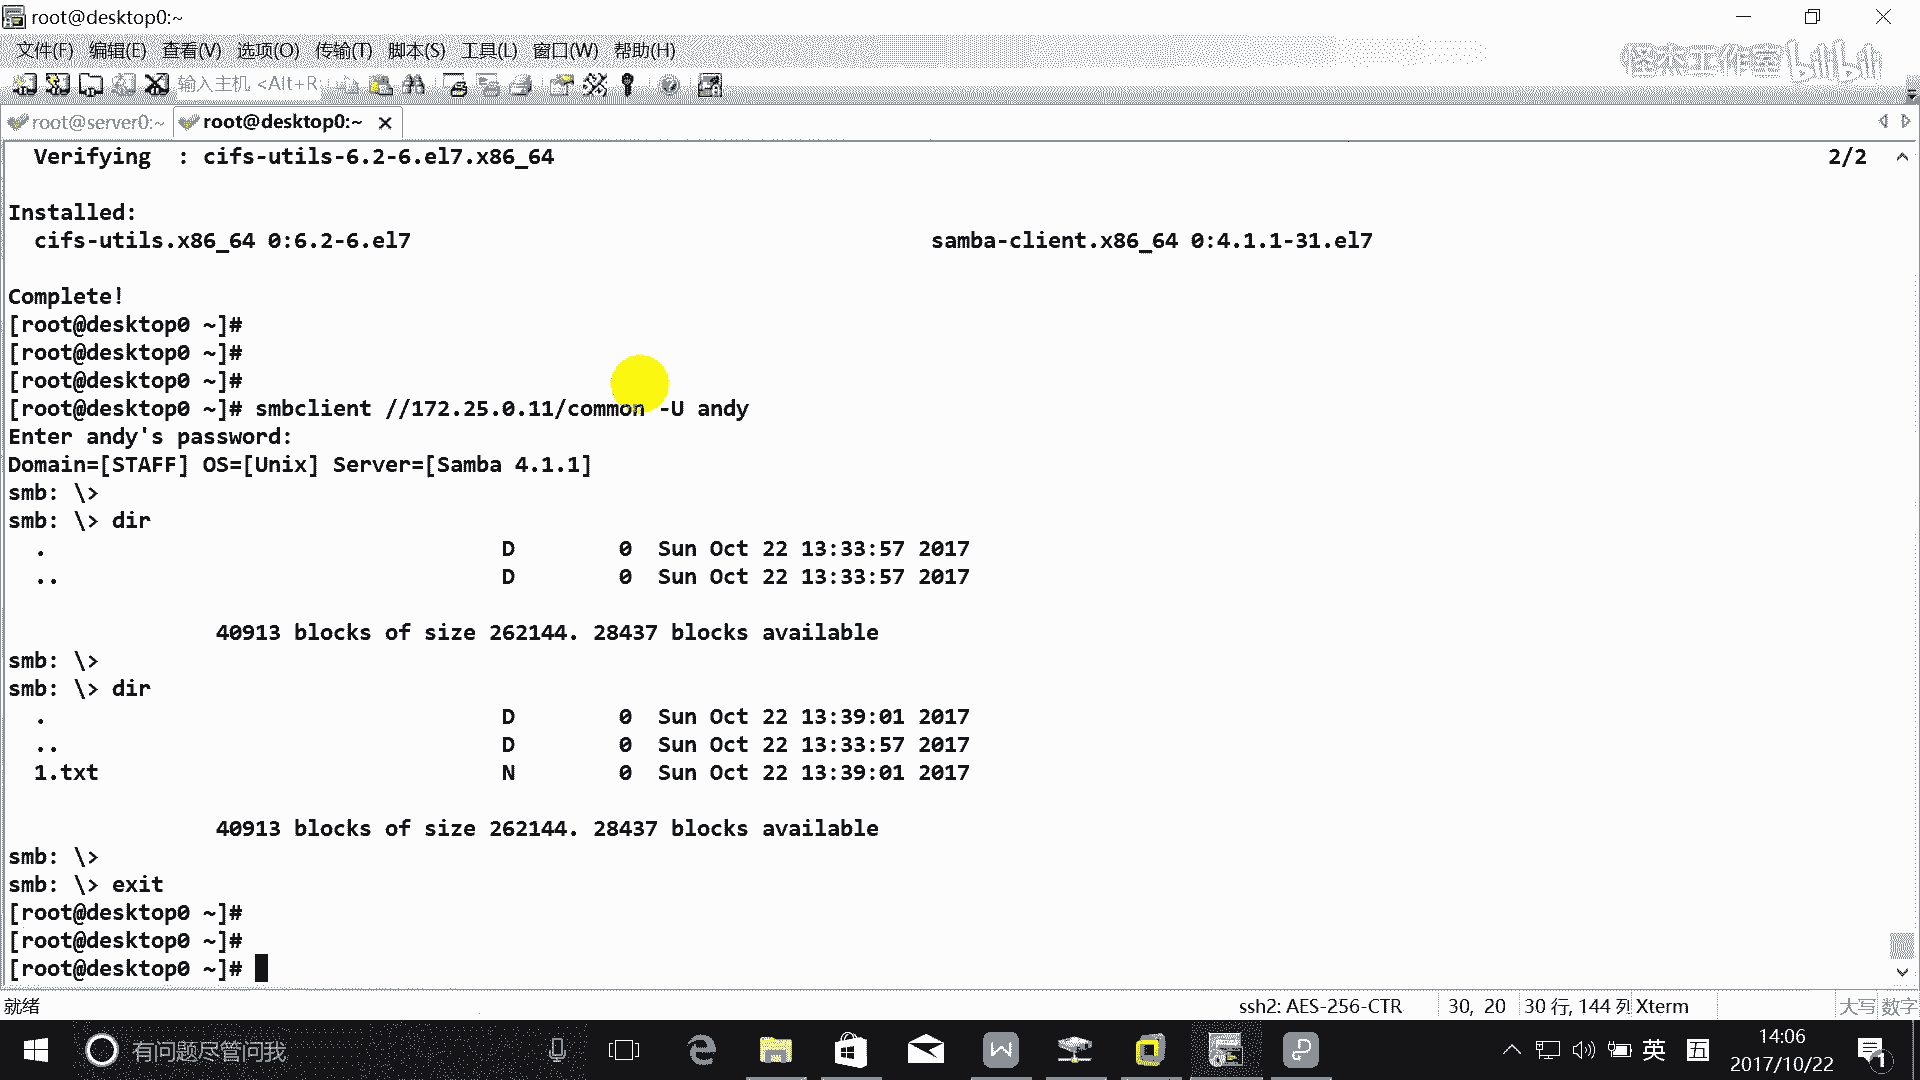 root@desktop0:~
文件(F) 编辑(E) 查看(V) 选项(O) 传输(T) 脚本(S) 工具(L) 窗口(W) 帮助(H)
怪杰工作室 bilibili
输入主机 <Alt+R
root@server0:~ root@desktop0:~
Verifying : cifs-utils-6.2-6.el7.x86_64 2/2
Installed:
cifs-utils.x86_64 0:6.2-6.el7 samba-client.x86_64 0:4.1.1-31.el7
Complete!
[root@desktop0 ~]#
[root@desktop0 ~]#
[root@desktop0 ~]#
[root@desktop0 ~]# smbclient //172.25.0.11/common -U andy
Enter andy's password:
Domain=[STAFF] OS=[Unix] Server=[Samba 4.1.1]
smb: \>
smb: \> dir
. D 0 Sun Oct 22 13:33:57 2017
.. D 0 Sun Oct 22 13:33:57 2017
40913 blocks of size 262144. 28437 blocks available
smb: \>
smb: \> dir
. D 0 Sun Oct 22 13:39:01 2017
.. D 0 Sun Oct 22 13:33:57 2017
1.txt N 0 Sun Oct 22 13:39:01 2017
40913 blocks of size 262144. 28437 blocks available
smb: \>
smb: \> exit
[root@desktop0 ~]#
[root@desktop0 ~]#
[root@desktop0 ~]#
就绪 ssh2: AES-256-CTR 30, 20 30 行, 144 列 Xterm 大写 数字
有问题尽管问我 英 五 14:06
2017/10/22 1